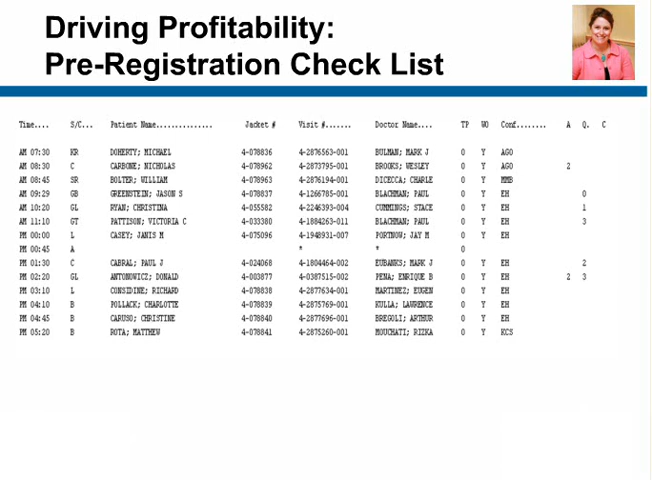 Driving Profitability:
Pre-Registration Check List
Time.... S/C... Patient Name............... Jacket # Visit #....... Doctor Name.... TP WO Conf........ A Q. C
AM 07:30 KR DOHERTY; MICHAEL 4-078836 4-2876563-001 BULMAN; MARK J 0 Y AGO
AM 08:30 C CARBONE; NICHOLAS 4-078962 4-2873795-001 BROOKS; WESLEY 0 Y AGO 2
AM 08:45 SR BOLTER; WILLIAM 4-078963 4-2876194-001 DICECCA; CHARLE 0 Y MMB
AM 09:29 GB GREENSTEIN; JASON S 4-078837 4-1266785-001 BLACHMAN; PAUL 0 Y EH 0
AM 10:20 GL RYAN; CHRISTINA 4-055582 4-2246393-004 CUMMINGS; STACE 0 Y EH 1
AM 11:10 GT PATTISON; VICTORIA C 4-033380 4-1884263-011 BLACHMAN; PAUL 0 Y EH 3
PM 00:00 L CASEY; JANIS M 4-075096 4-1948931-007 PORTNOW; JAY M 0 Y EH
PM 00:45 A * * 0
PM 01:30 C CABRAL; PAUL J 4-024068 4-1804464-002 EUBANKS; MARK J 0 Y EH 2
PM 02:20 GL ANTONOWICZ; DONALD 4-003877 4-0387515-002 PENA; ENRIQUE B 0 Y EH 2 3
PM 03:10 L CONSIDINE; RICHARD 4-078838 4-2877634-001 MARTINEZ; EUGEN 0 Y EH
PM 04:10 B POLLACK; CHARLOTTE 4-078839 4-2875769-001 KULLA; LAWRENCE 0 Y EH
PM 04:45 B CARUSO; CHRISTINE 4-078840 4-2877696-001 BREGOLI; ARTHUR 0 Y EH
PM 05:20 B ROTA; MATTHEW 4-078841 4-2875260-001 MOUCHATI; RIZKA 0 Y KCS